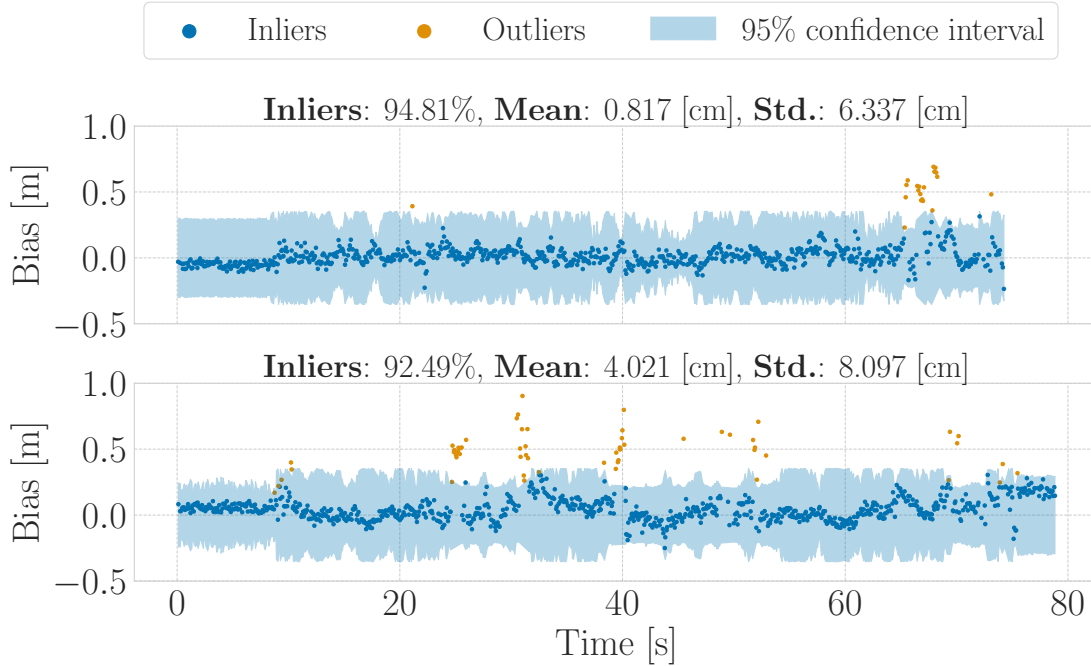 Inliers Outliers 95% confidence interval
Inliers: 94.81%, Mean: 0.817 [cm], Std.: 6.337 [cm]
1.0
0.5
0.0
−0.5
Bias [m]
Inliers: 92.49%, Mean: 4.021 [cm], Std.: 8.097 [cm]
1.0
0.5
0.0
−0.5
Bias [m]
0 20 40 60 80
Time [s]